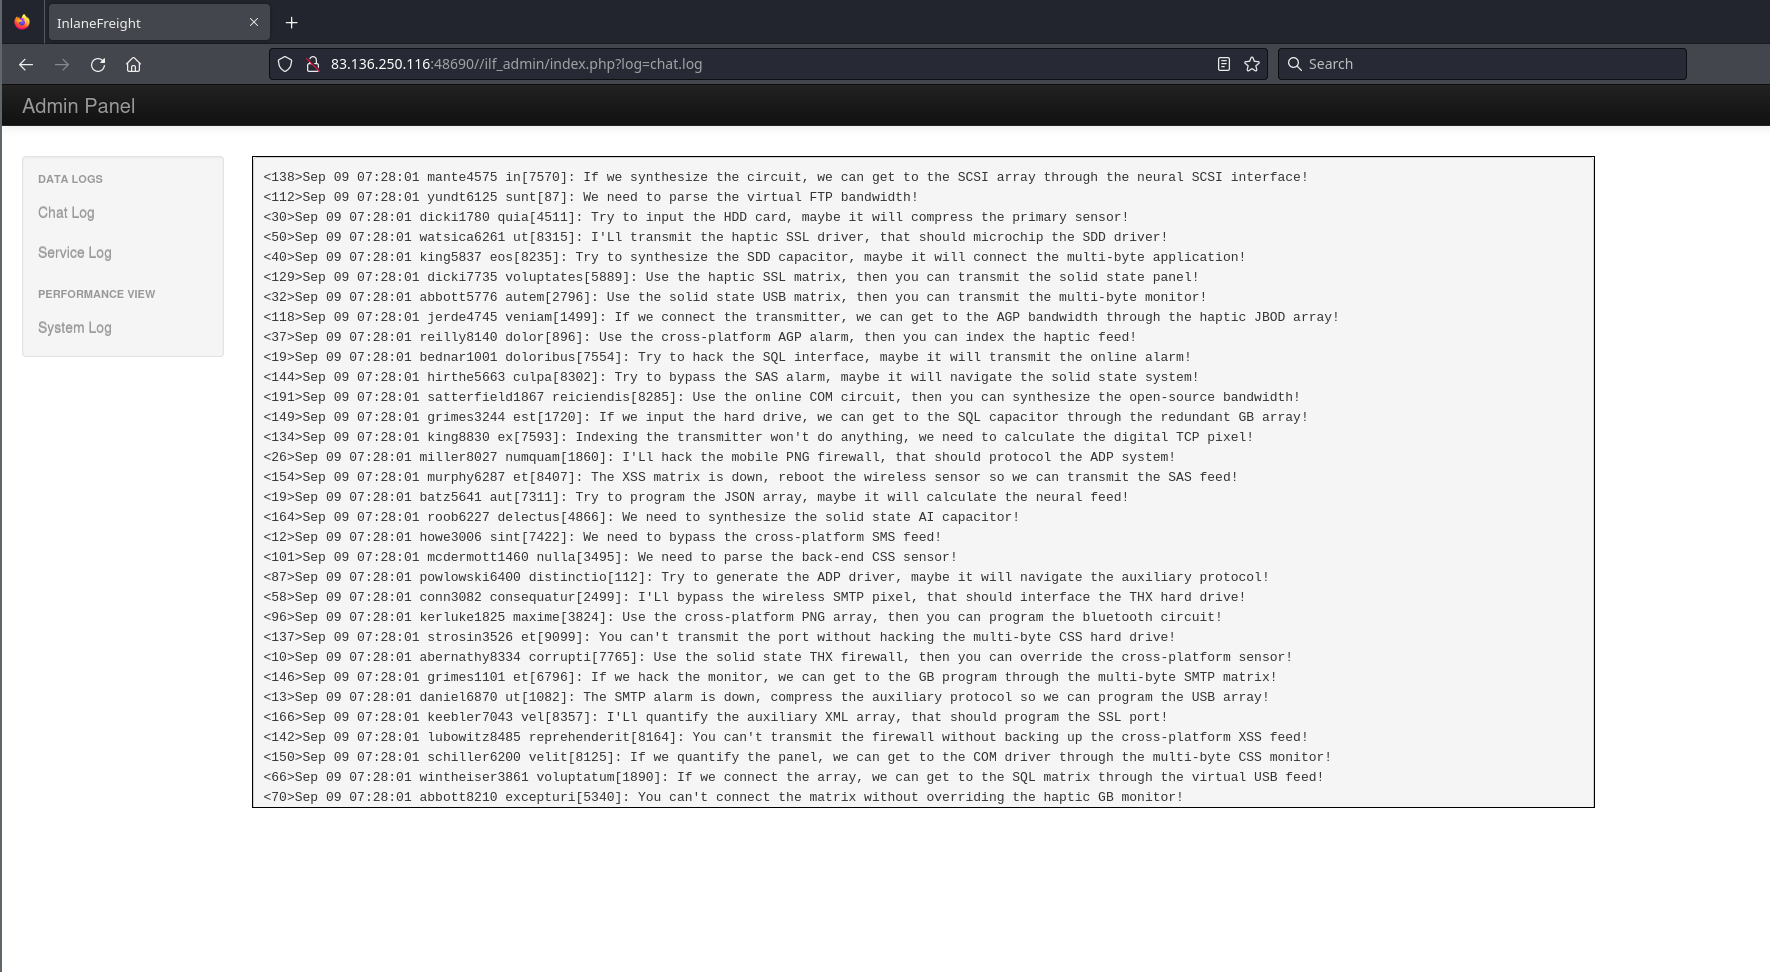 InlaneFreight
83.136.250.116:48690//ilf_admin/index.php?log=chat.log
Search
Admin Panel
DATA LOGS
Chat Log
Service Log
PERFORMANCE VIEW
System Log
<138>Sep 09 07:28:01 mante4575 in[7570]: If we synthesize the circuit, we can get to the SCSI array through the neural SCSI interface!
<112>Sep 09 07:28:01 yundt6125 sunt[87]: We need to parse the virtual FTP bandwidth!
<30>Sep 09 07:28:01 dicki1780 quia[4511]: Try to input the HDD card, maybe it will compress the primary sensor!
<50>Sep 09 07:28:01 watsica6261 ut[8315]: I'Ll transmit the haptic SSL driver, that should microchip the SDD driver!
<40>Sep 09 07:28:01 king5837 eos[8235]: Try to synthesize the SDD capacitor, maybe it will connect the multi-byte application!
<129>Sep 09 07:28:01 dicki7735 voluptates[5889]: Use the haptic SSL matrix, then you can transmit the solid state panel!
<32>Sep 09 07:28:01 abbott5776 autem[2796]: Use the solid state USB matrix, then you can transmit the multi-byte monitor!
<118>Sep 09 07:28:01 jerde4745 veniam[1499]: If we connect the transmitter, we can get to the AGP bandwidth through the haptic JBOD array!
<37>Sep 09 07:28:01 reilly8140 dolor[896]: Use the cross-platform AGP alarm, then you can index the haptic feed!
<19>Sep 09 07:28:01 bednar1001 doloribus[7554]: Try to hack the SQL interface, maybe it will transmit the online alarm!
<144>Sep 09 07:28:01 hirthe5663 culpa[8302]: Try to bypass the SAS alarm, maybe it will navigate the solid state system!
<191>Sep 09 07:28:01 satterfield1867 reiciendis[8285]: Use the online COM circuit, then you can synthesize the open-source bandwidth!
<149>Sep 09 07:28:01 grimes3244 est[1720]: If we input the hard drive, we can get to the SQL capacitor through the redundant GB array!
<134>Sep 09 07:28:01 king8830 ex[7593]: Indexing the transmitter won't do anything, we need to calculate the digital TCP pixel!
<26>Sep 09 07:28:01 miller8027 numquam[1860]: I'Ll hack the mobile PNG firewall, that should protocol the ADP system!
<154>Sep 09 07:28:01 murphy6287 et[8407]: The XSS matrix is down, reboot the wireless sensor so we can transmit the SAS feed!
<19>Sep 09 07:28:01 batz5641 aut[7311]: Try to program the JSON array, maybe it will calculate the neural feed!
<164>Sep 09 07:28:01 roob6227 delectus[4866]: We need to synthesize the solid state AI capacitor!
<12>Sep 09 07:28:01 howe3006 sint[7422]: We need to bypass the cross-platform SMS feed!
<101>Sep 09 07:28:01 mcdermott1460 nulla[3495]: We need to parse the back-end CSS sensor!
<87>Sep 09 07:28:01 powlowski6400 distinctio[112]: Try to generate the ADP driver, maybe it will navigate the auxiliary protocol!
<58>Sep 09 07:28:01 conn3082 consequatur[2499]: I'Ll bypass the wireless SMTP pixel, that should interface the THX hard drive!
<96>Sep 09 07:28:01 kerluke1825 maxime[3824]: Use the cross-platform PNG array, then you can program the bluetooth circuit!
<137>Sep 09 07:28:01 strosin3526 et[9099]: You can't transmit the port without hacking the multi-byte CSS hard drive!
<10>Sep 09 07:28:01 abernathy8334 corrupti[7765]: Use the solid state THX firewall, then you can override the cross-platform sensor!
<146>Sep 09 07:28:01 grimes1101 et[6796]: If we hack the monitor, we can get to the GB program through the multi-byte SMTP matrix!
<13>Sep 09 07:28:01 daniel6870 ut[1082]: The SMTP alarm is down, compress the auxiliary protocol so we can program the USB array!
<166>Sep 09 07:28:01 keebler7043 vel[8357]: I'Ll quantify the auxiliary XML array, that should program the SSL port!
<142>Sep 09 07:28:01 lubowitz8485 reprehenderit[8164]: You can't transmit the firewall without backing up the cross-platform XSS feed!
<150>Sep 09 07:28:01 schiller6200 velit[8125]: If we quantify the panel, we can get to the COM driver through the multi-byte CSS monitor!
<66>Sep 09 07:28:01 wintheiser3861 voluptatum[1890]: If we connect the array, we can get to the SQL matrix through the virtual USB feed!
<70>Sep 09 07:28:01 abbott8210 excepturi[5340]: You can't connect the matrix without overriding the haptic GB monitor!